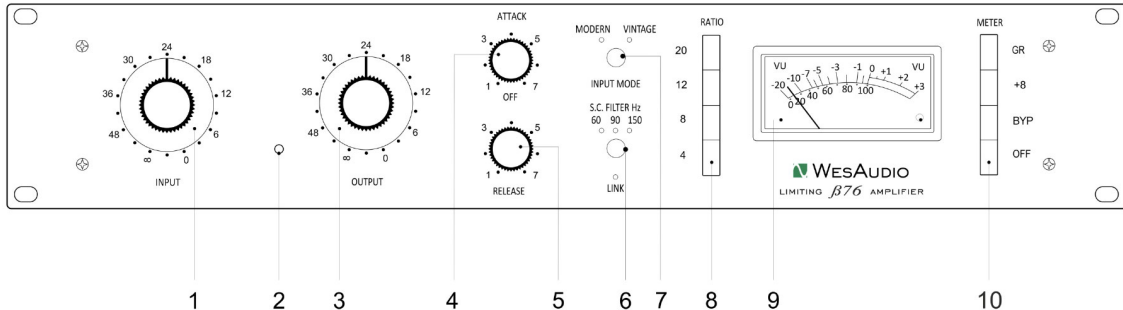 ATTACK
RATIO
METER
24
30
18
36
12
48
6
∞
0
INPUT
24
30
18
36
12
48
6
∞
0
OUTPUT
3
5
1
7
OFF
3
5
1
7
RELEASE
MODERN VINTAGE
INPUT MODE
S.C. FILTER Hz
60 90 150
LINK
20
12
8
4
VU VU
-20 -10 -7 -5 -3 -1 0 +1 +2 +3
0 20 40 60 80 100
WESAUDIO
LIMITING β76 AMPLIFIER
GR
+8
BYP
OFF
1 2 3 4 5 6 7 8 9 10